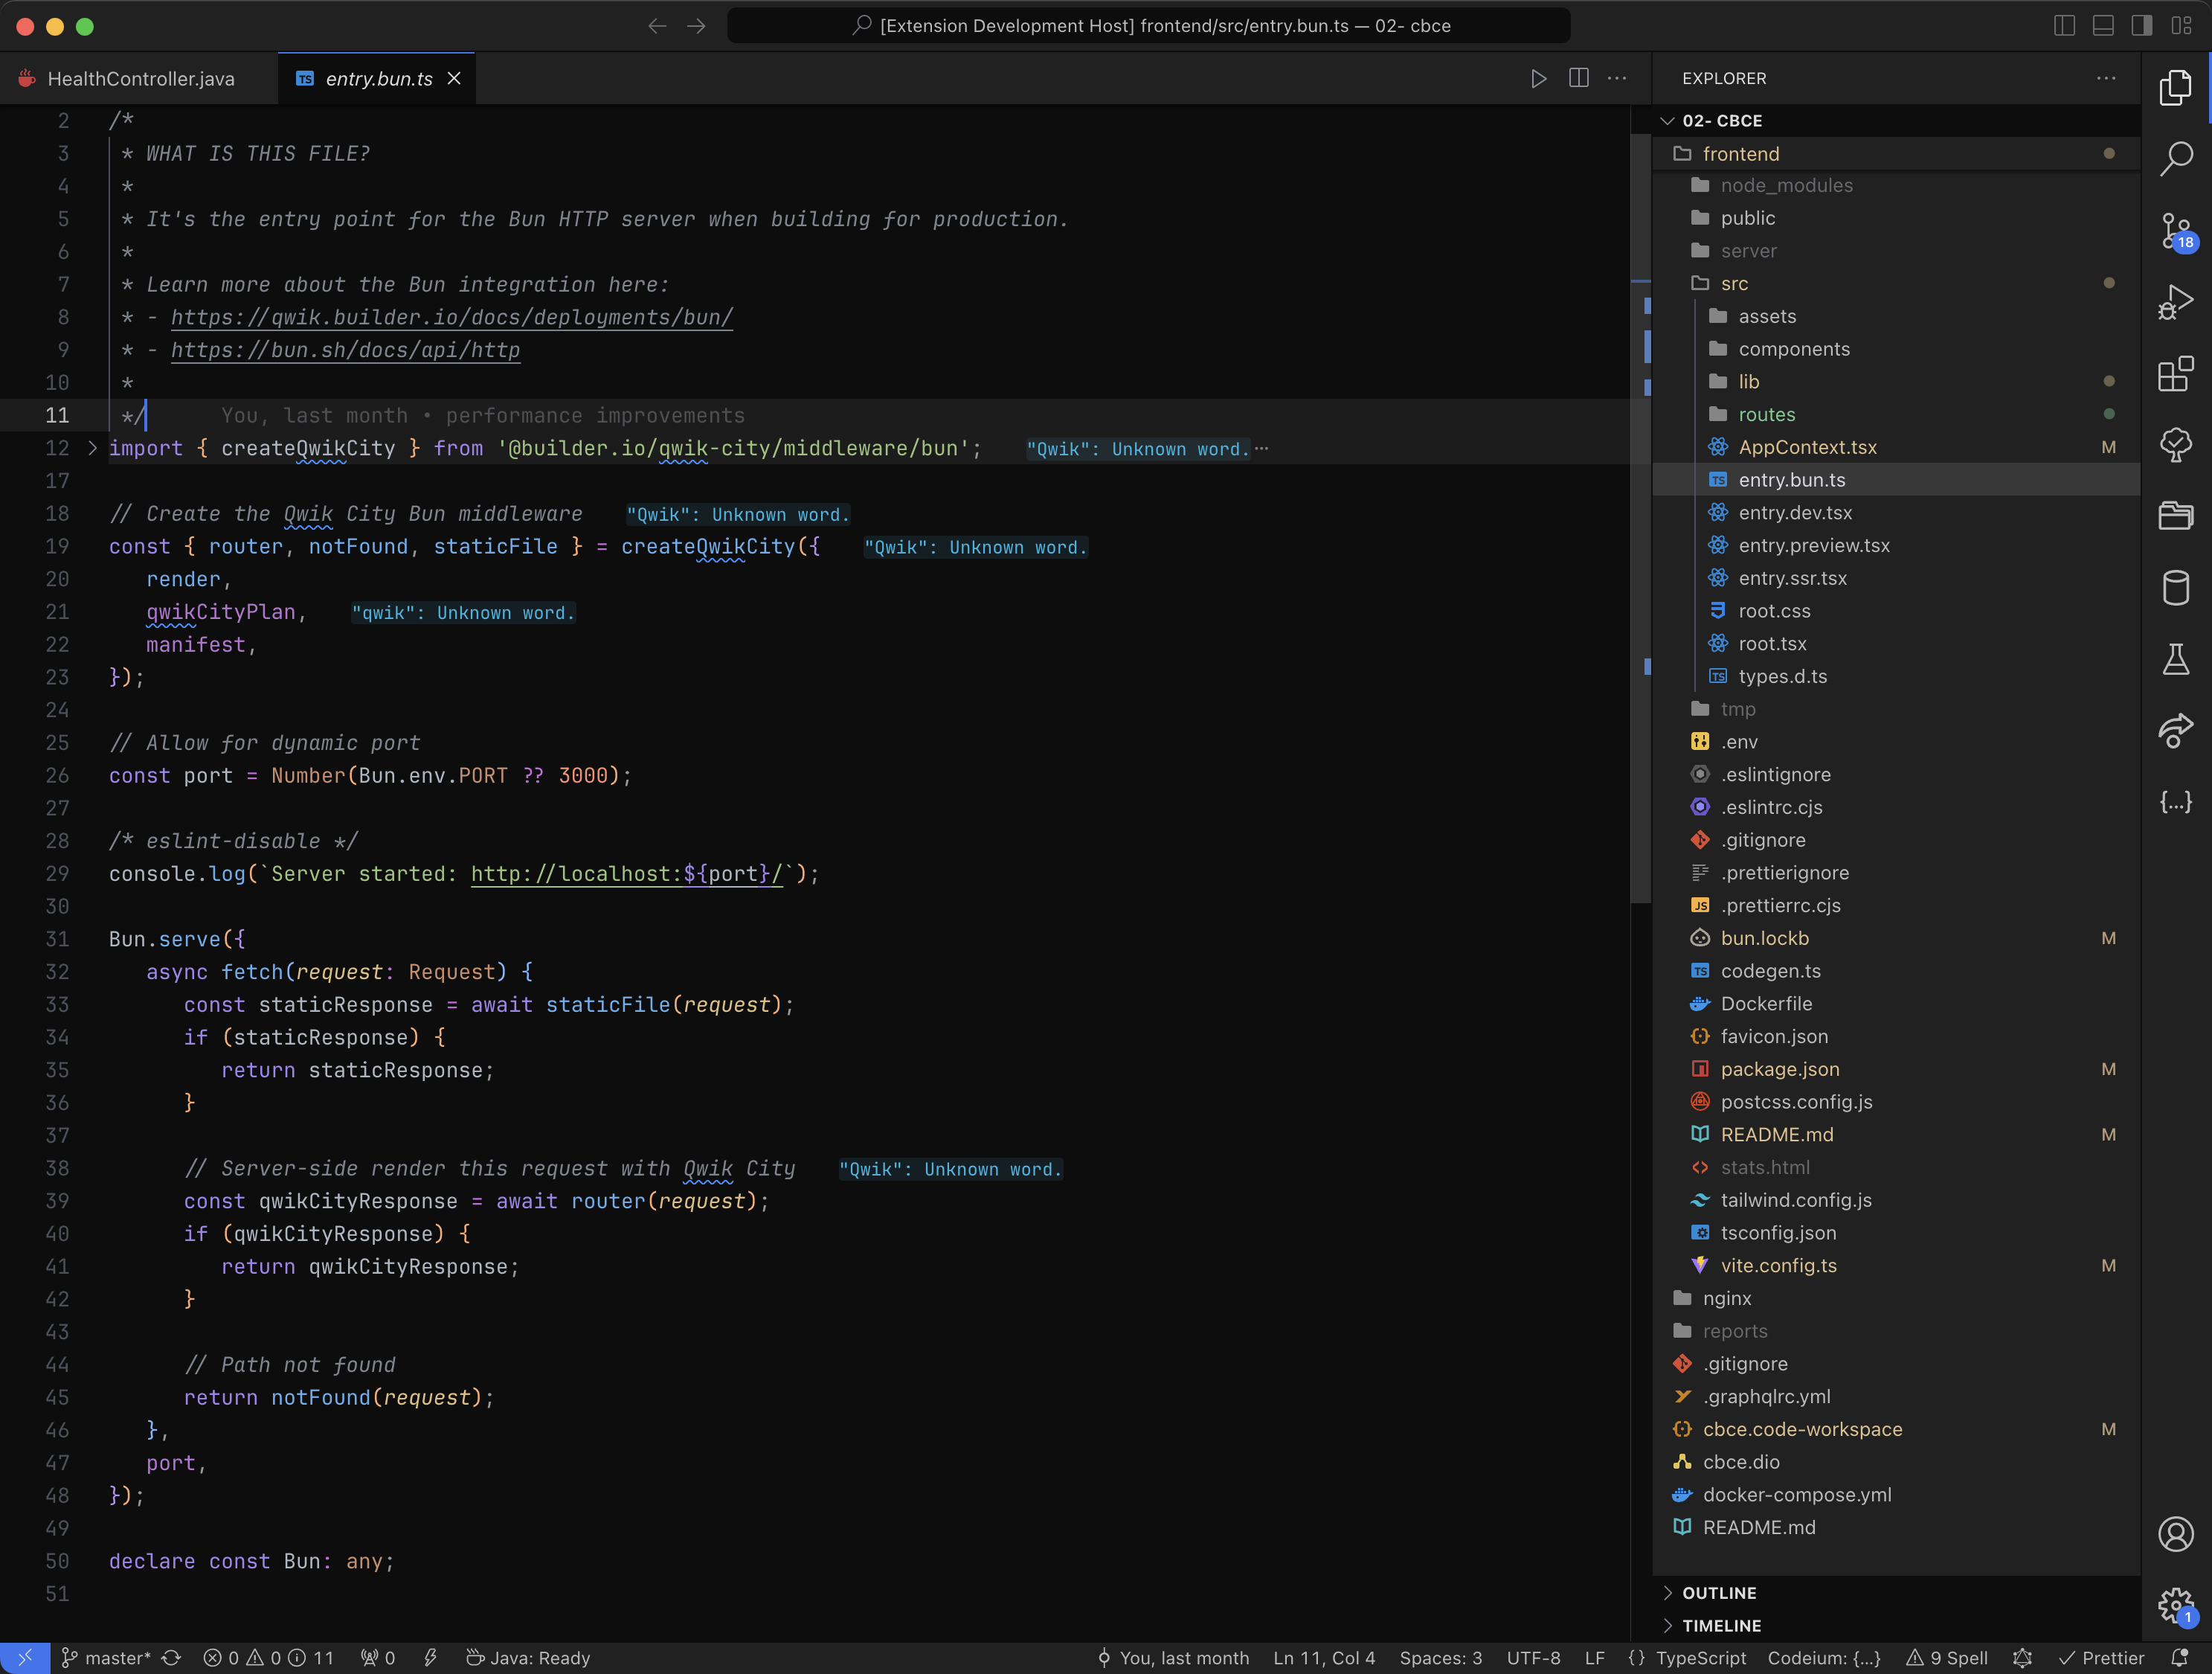 [Extension Development Host] frontend/src/entry.bun.ts — 02- cbce
HealthController.java
TS entry.bun.ts
2 /*
3 * WHAT IS THIS FILE?
4 *
5 * It's the entry point for the Bun HTTP server when building for production.
6 *
7 * Learn more about the Bun integration here:
8 * - https://qwik.builder.io/docs/deployments/bun/
9 * - https://bun.sh/docs/api/http
10 *
11 */ You, last month • performance improvements
12 import { createQwikCity } from '@builder.io/qwik-city/middleware/bun'; "Qwik": Unknown word. ···
17
18 // Create the Qwik City Bun middleware "Qwik": Unknown word.
19 const { router, notFound, staticFile } = createQwikCity({ "Qwik": Unknown word.
20 render,
21 qwikCityPlan, "qwik": Unknown word.
22 manifest,
23 });
24
25 // Allow for dynamic port
26 const port = Number(Bun.env.PORT ?? 3000);
27
28 /* eslint-disable */
29 console.log(`Server started: http://localhost:${port}/`);
30
31 Bun.serve({
32 async fetch(request: Request) {
33 const staticResponse = await staticFile(request);
34 if (staticResponse) {
35 return staticResponse;
36 }
37
38 // Server-side render this request with Qwik City "Qwik": Unknown word.
39 const qwikCityResponse = await router(request);
40 if (qwikCityResponse) {
41 return qwikCityResponse;
42 }
43
44 // Path not found
45 return notFound(request);
46 },
47 port,
48 });
49
50 declare const Bun: any;
51
EXPLORER
02- CBCE
frontend
node_modules
public
server
src
assets
components
lib
routes
AppContext.tsx M
TS entry.bun.ts
entry.dev.tsx
entry.preview.tsx
entry.ssr.tsx
root.css
root.tsx
TS types.d.ts
tmp
.env
.eslintignore
.eslintrc.cjs
.gitignore
.prettierignore
JS .prettierrc.cjs
bun.lockb M
TS codegen.ts
Dockerfile
favicon.json
package.json M
postcss.config.js
README.md M
stats.html
tailwind.config.js
tsconfig.json
vite.config.ts M
nginx
reports
.gitignore
.graphqlrc.yml
cbce.code-workspace M
cbce.dio
docker-compose.yml
README.md
OUTLINE
TIMELINE
18
{...}
1
master* 0 0 11 0 Java: Ready You, last month Ln 11, Col 4 Spaces: 3 UTF-8 LF {} TypeScript Codeium: {...} 9 Spell Prettier